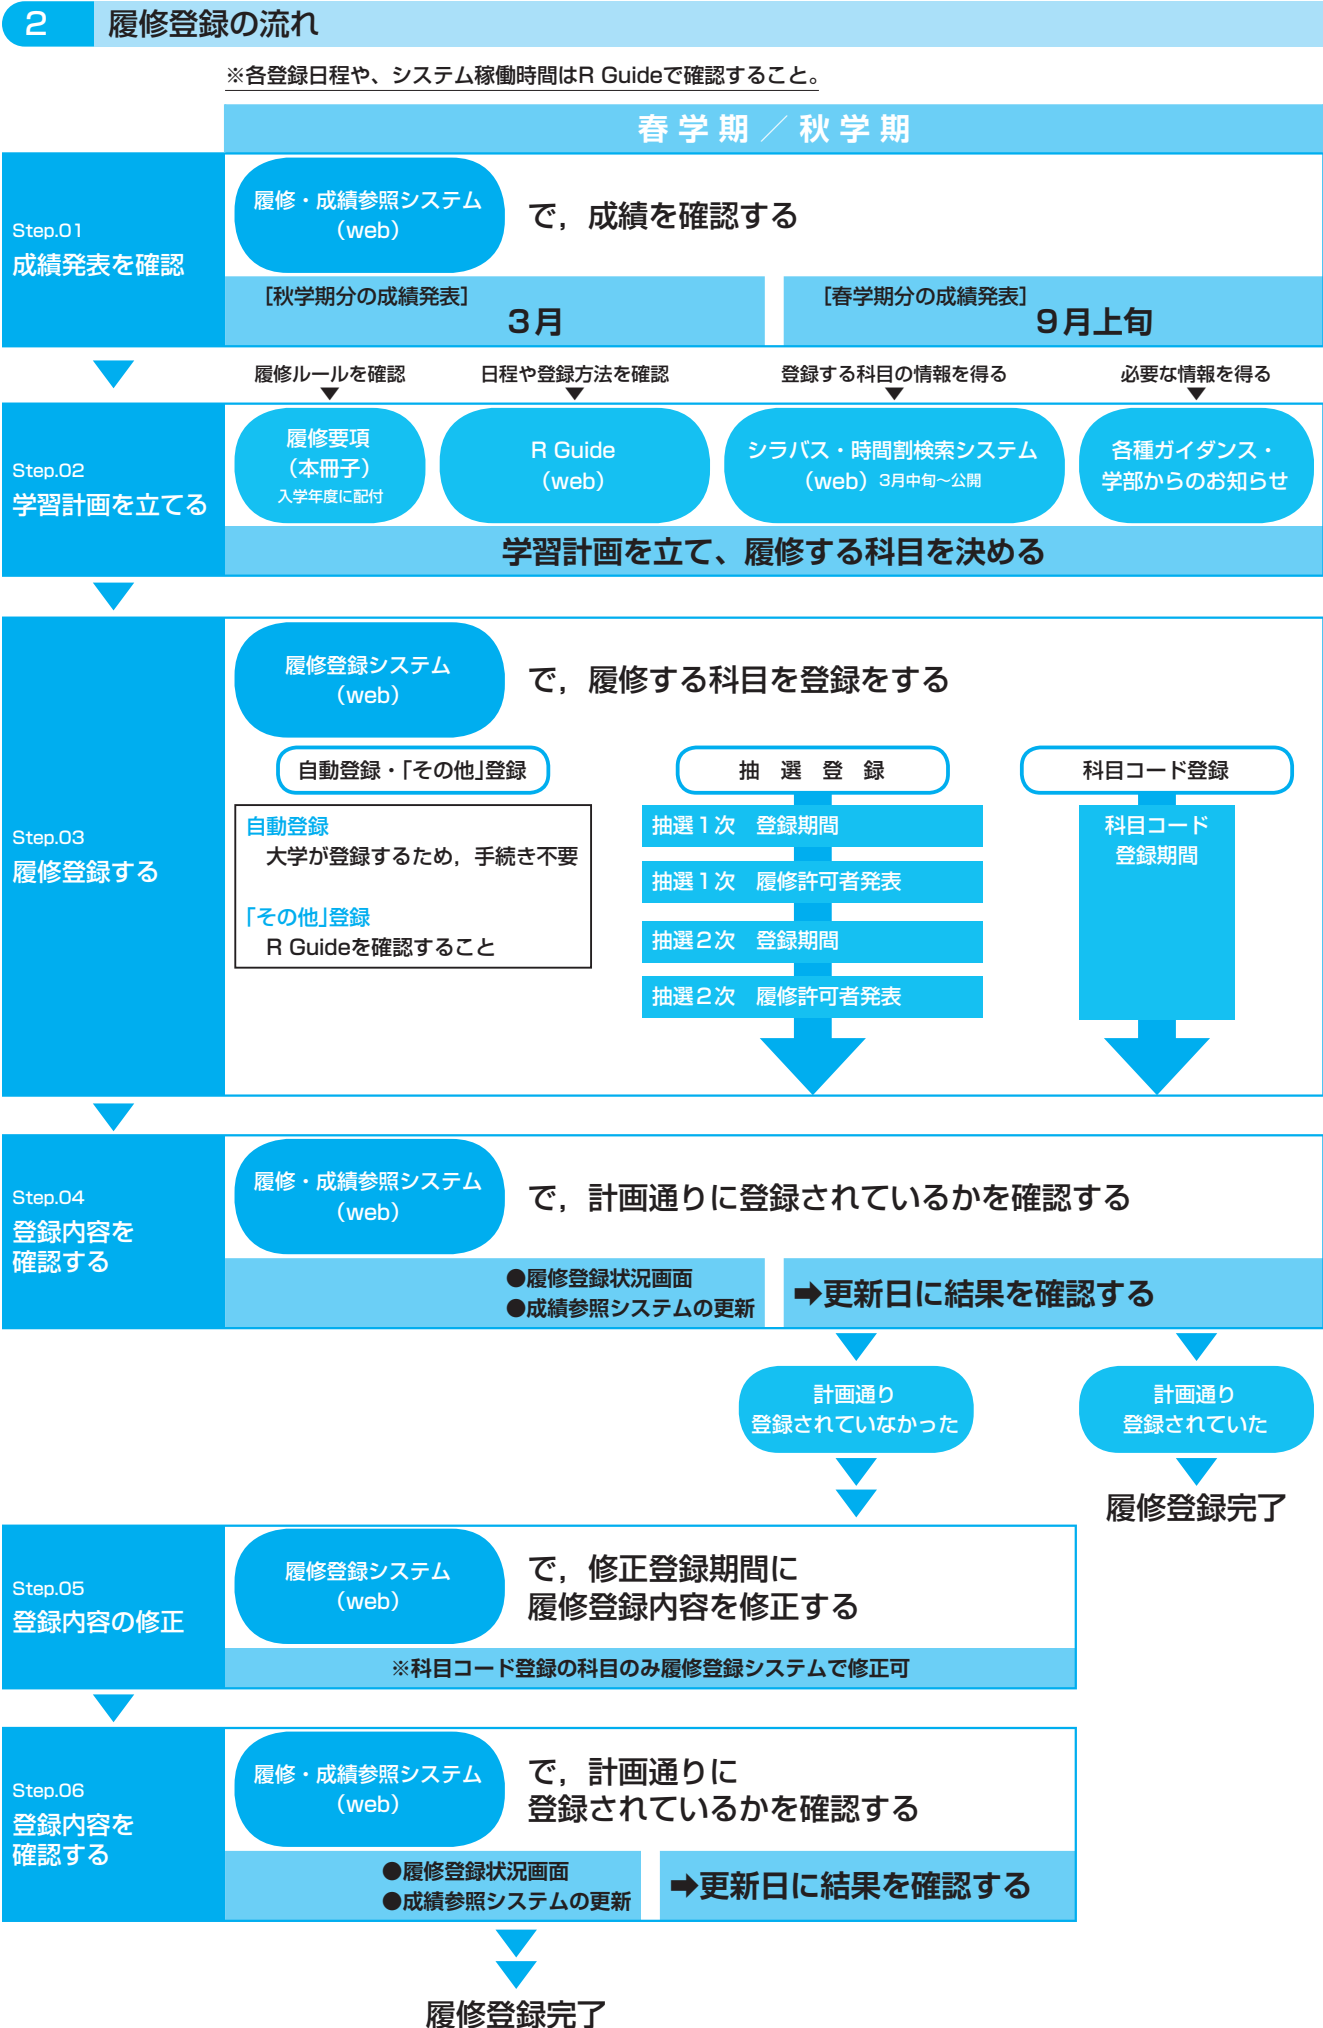 2 履修登録の流れ
※各登録日程や、システム稼働時間はR Guideで確認すること。
春学期／秋学期
Step.01
成績発表を確認
履修・成績参照システム
（web）
で，成績を確認する
［秋学期分の成績発表］
3月
［春学期分の成績発表］
9月上旬
履修ルールを確認
日程や登録方法を確認
登録する科目の情報を得る
必要な情報を得る
Step.02
学習計画を立てる
履修要項
（本冊子）
入学年度に配付
R Guide
（web）
シラバス・時間割検索システム
（web）3月中旬〜公開
各種ガイダンス・
学部からのお知らせ
学習計画を立て、履修する科目を決める
Step.03
履修登録する
履修登録システム
（web）
で，履修する科目を登録をする
自動登録・「その他」登録
自動登録
大学が登録するため，手続き不要
「その他」登録
R Guideを確認すること
抽選登録
抽選1次 登録期間
抽選1次 履修許可者発表
抽選2次 登録期間
抽選2次 履修許可者発表
科目コード登録
科目コード
登録期間
Step.04
登録内容を
確認する
履修・成績参照システム
（web）
で，計画通りに登録されているかを確認する
●履修登録状況画面
●成績参照システムの更新
➡更新日に結果を確認する
計画通り
登録されていなかった
計画通り
登録されていた
履修登録完了
Step.05
登録内容の修正
履修登録システム
（web）
で，修正登録期間に
履修登録内容を修正する
※科目コード登録の科目のみ履修登録システムで修正可
Step.06
登録内容を
確認する
履修・成績参照システム
（web）
で，計画通りに
登録されているかを確認する
●履修登録状況画面
●成績参照システムの更新
➡更新日に結果を確認する
履修登録完了